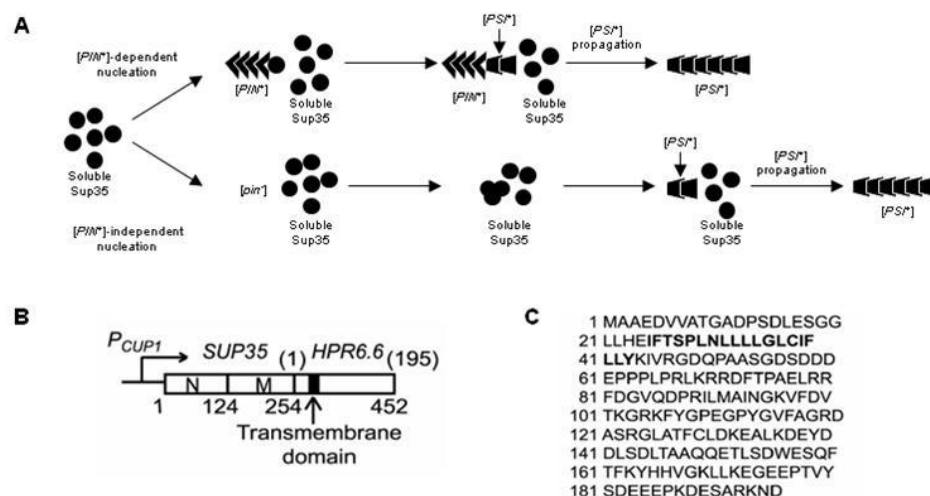 A
[PIN+]-dependent
nucleation
[PIN+]
Soluble
Sup35
[PSI+]
[PIN+]
Soluble
Sup35
[PSI+]
propagation
[PSI+]
Soluble
Sup35
[pin-]
Soluble
Sup35
Soluble
Sup35
[PSI+]
Soluble
Sup35
[PSI+]
propagation
[PSI+]
[PIN+]-independent
nucleation
B
PCUP1
SUP35 (1) HPR6.6 (195)
N M
1 124 254 452
Transmembrane
domain
C
1 MAAEDVVATGADPSDLESGG
21 LLHEIFTSPLNLLLLGLCIF
41 LLYKIVRGDQPAASGDSDDD
61 EPPPLPRLKRRDFTPAELRR
81 FDGVQDPRILMAINGKVFDV
101 TKGRKFYGPEGPYGVFAGRD
121 ASRGLATFCLDKEALKDEYD
141 DLSDLTAAQQETLSDWESQF
161 TFKYHHVGKLLKEGEEPTVY
181 SDEEEPKDESARKND